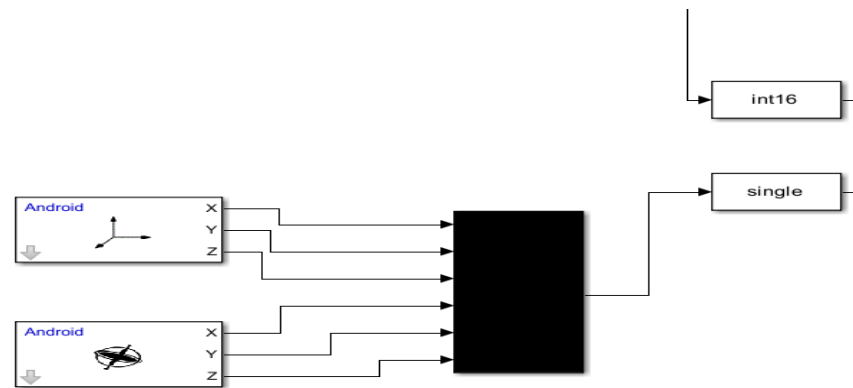 int16
single
Android
X
Y
Z
Android
X
Y
Z